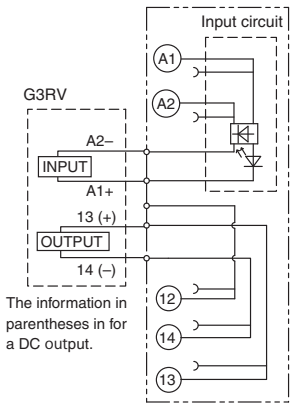 Input circuit
A1
G3RV
A2
A2–
INPUT
A1+
13 (+)
OUTPUT
14 (–)
The information in
parentheses in for
a DC output.
12
14
13